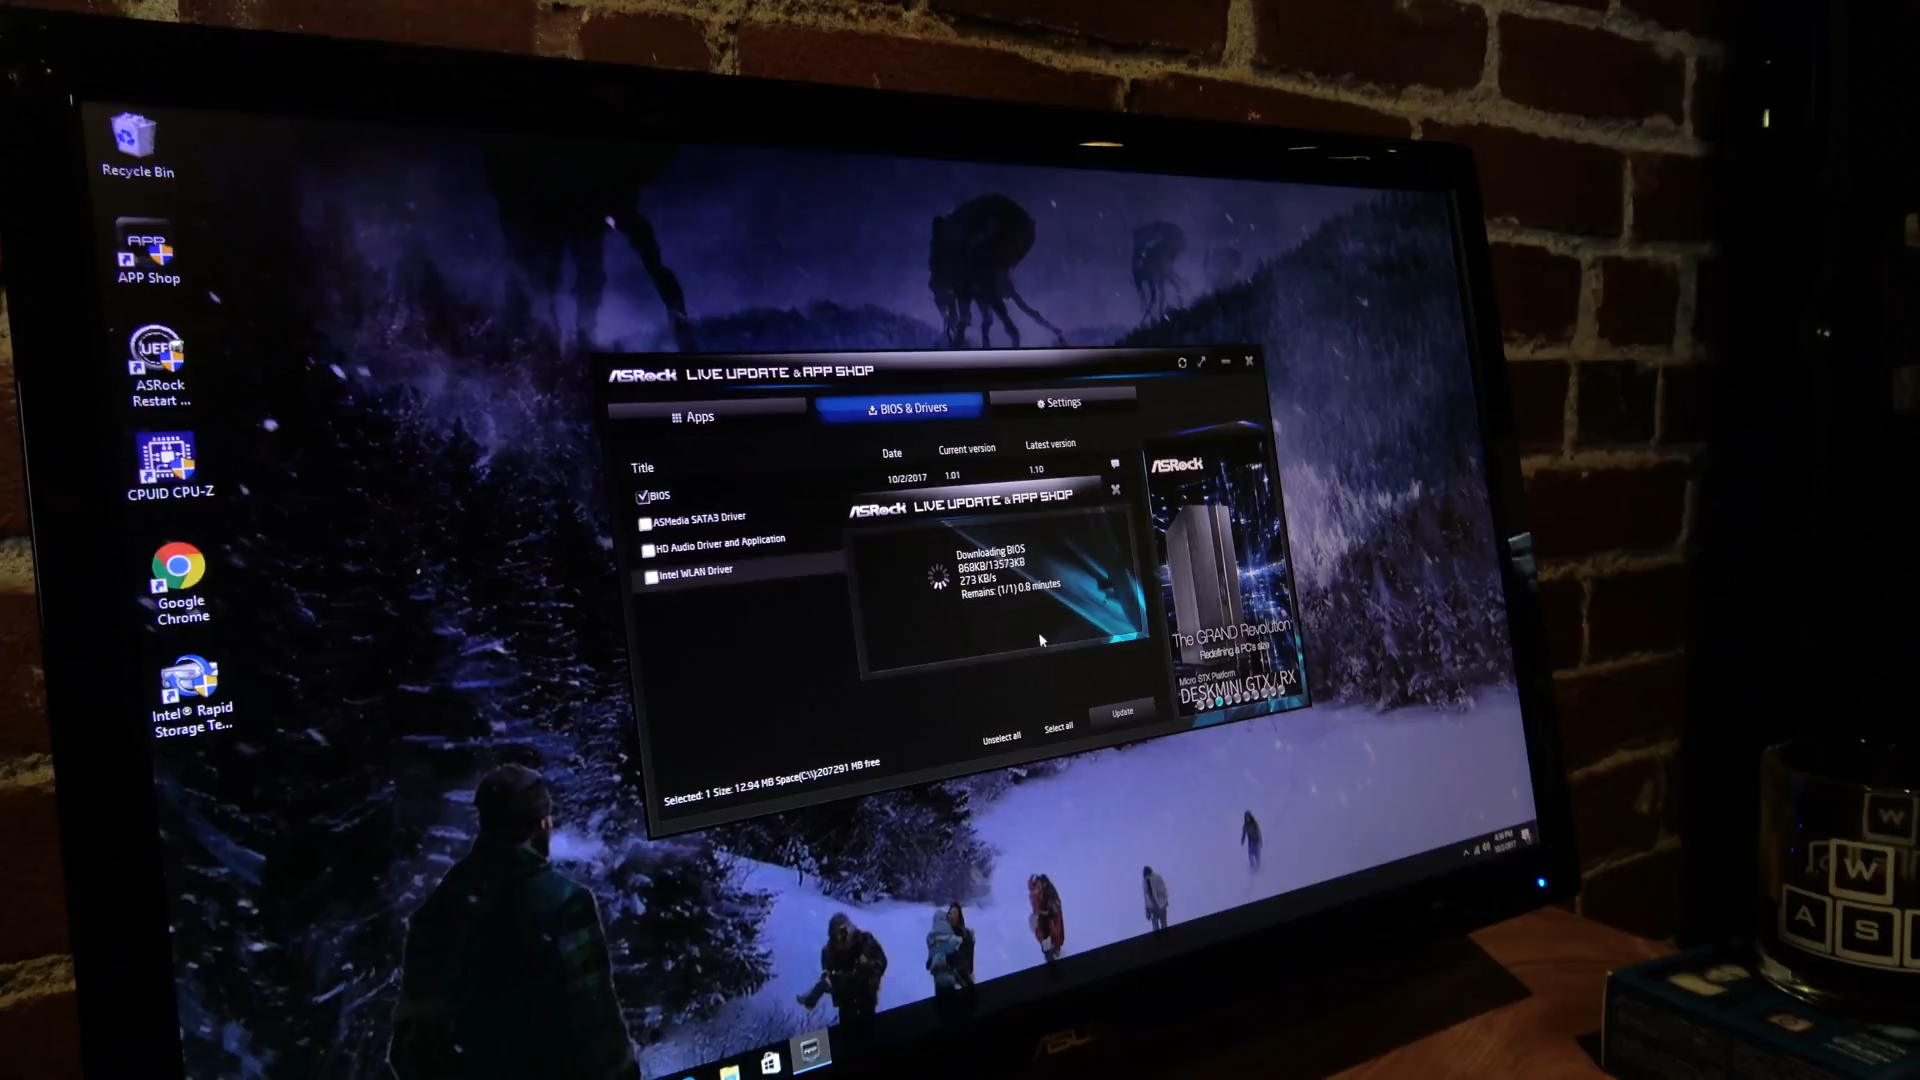 Recycle Bin
APP
APP Shop
UEFI
ASRock
Restart ...
CPUID CPU-Z
Google
Chrome
Intel® Rapid
Storage Te...
ASRock LIVE UPDATE & APP SHOP
Apps
BIOS & Drivers
Settings
Title
Date
Current version
Latest version
BIOS
10/2/2017
1.01
1.10
ASMedia SATA3 Driver
HD Audio Driver and Application
Intel WLAN Driver
ASRock LIVE UPDATE & APP SHOP
Downloading BIOS
868KB/13573KB
273 KB/s
Remains: (1/1) 0.8 minutes
ASRock
The GRAND Revolution
Redefining a PC's size
Micro STX Platform
DESKMINI GTX/RX
Unselect all
Select all
Update
Selected: 1 Size: 12.94 MB Space(C:\\):207291 MB free
W
W
A
S